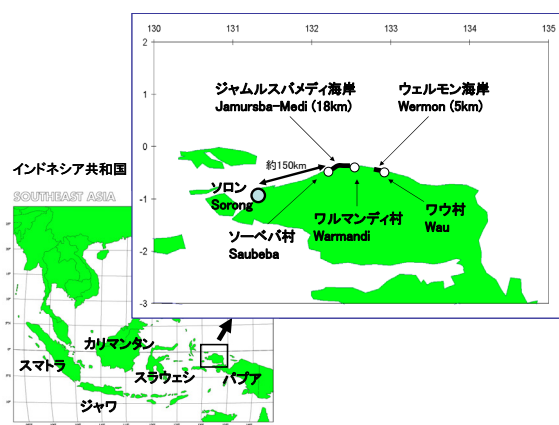 130
131
132
133
134
135
2
1
0
-1
-2
-3
ジャムルスバメディ海岸
Jamursba-Medi (18km)
ウェルモン海岸
Wermon (5km)
約150km
ソロン
Sorong
ワルマンディ村
Warmandi
ワウ村
Wau
ソーベバ村
Saubeba
インドネシア共和国
SOUTHEAST ASIA
カリマンタン
スマトラ
スラウェシ
パプア
ジャワ